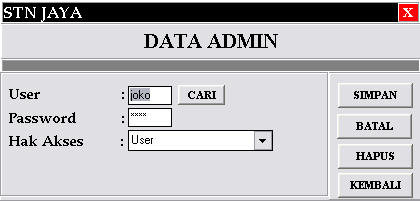 STN JAYA X
DATA ADMIN
User : joko CARI
Password : ****
Hak Akses : User
SIMPAN
BATAL
HAPUS
KEMBALI